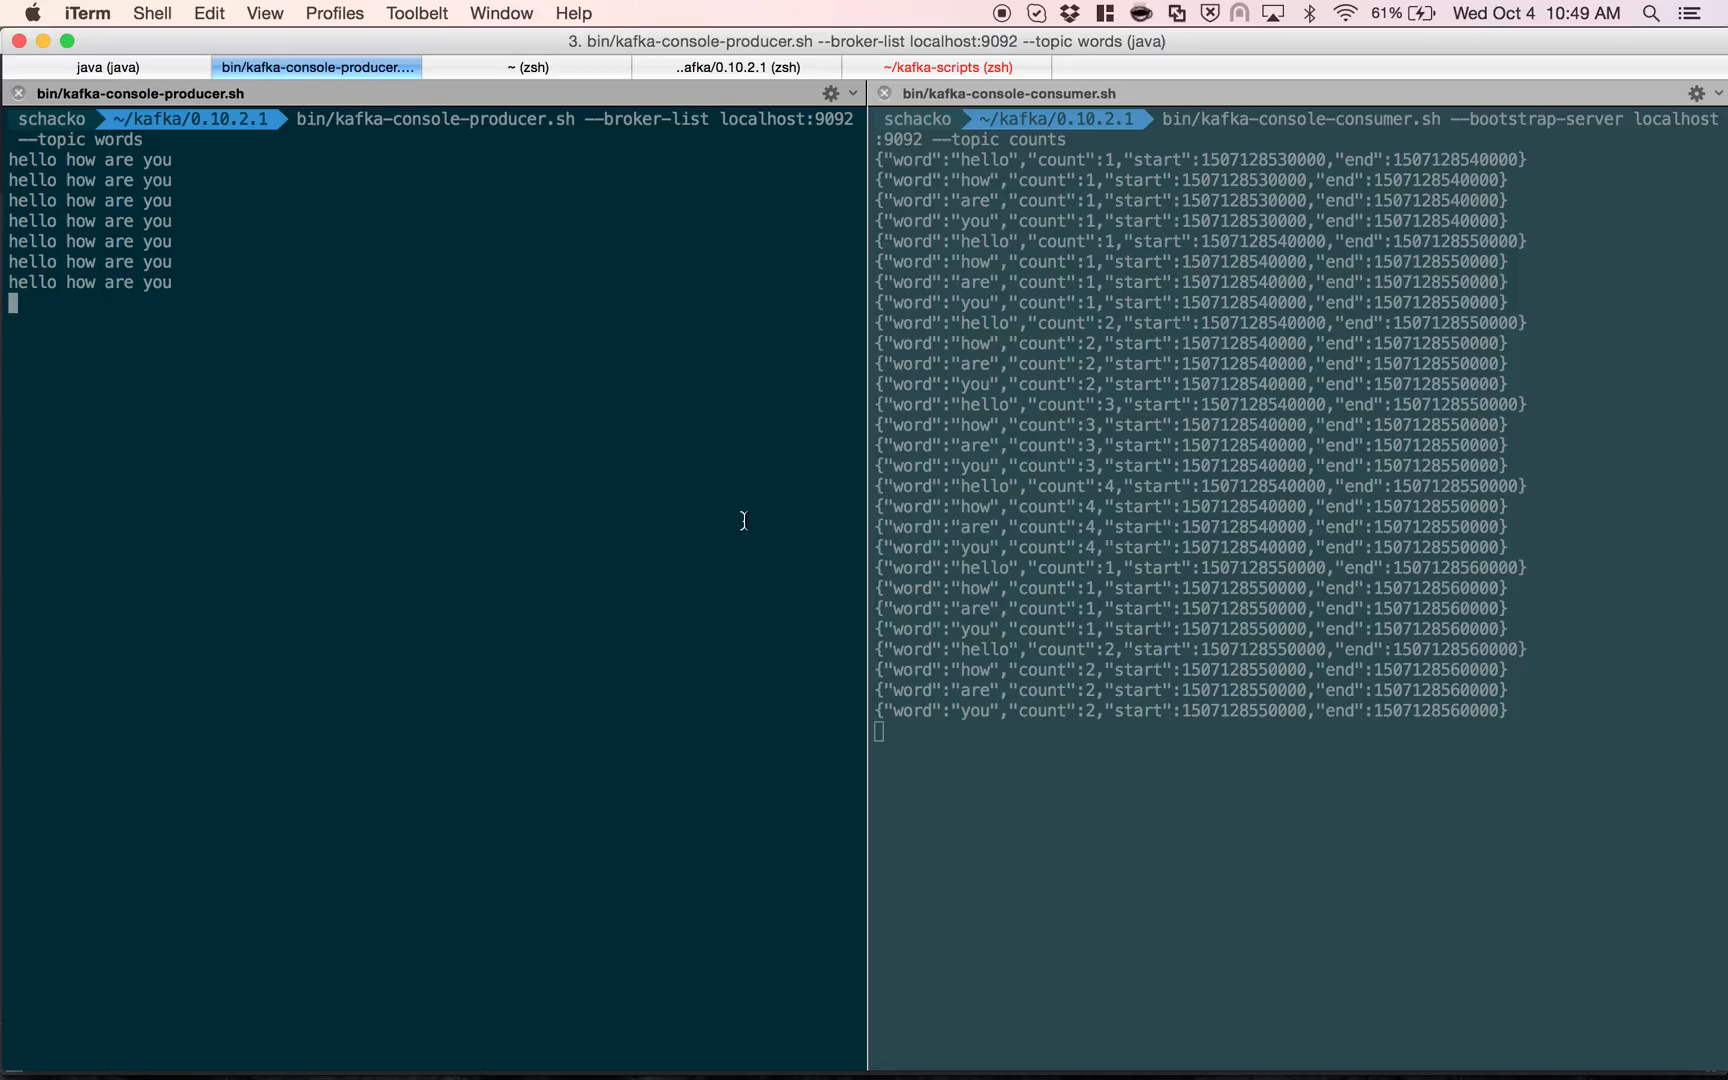 iTerm Shell Edit View Profiles Toolbelt Window Help 61% Wed Oct 4 10:49 AM
3. bin/kafka-console-producer.sh --broker-list localhost:9092 --topic words (java)
java (java) bin/kafka-console-producer.... ~ (zsh) ..afka/0.10.2.1 (zsh) ~/kafka-scripts (zsh)
bin/kafka-console-producer.sh
schacko ~/kafka/0.10.2.1 bin/kafka-console-producer.sh --broker-list localhost:9092
--topic words
hello how are you
hello how are you
hello how are you
hello how are you
hello how are you
hello how are you
hello how are you
bin/kafka-console-consumer.sh
schacko ~/kafka/0.10.2.1 bin/kafka-console-consumer.sh --bootstrap-server localhost
:9092 --topic counts
{"word":"hello","count":1,"start":1507128530000,"end":1507128540000}
{"word":"how","count":1,"start":1507128530000,"end":1507128540000}
{"word":"are","count":1,"start":1507128530000,"end":1507128540000}
{"word":"you","count":1,"start":1507128530000,"end":1507128540000}
{"word":"hello","count":1,"start":1507128540000,"end":1507128550000}
{"word":"how","count":1,"start":1507128540000,"end":1507128550000}
{"word":"are","count":1,"start":1507128540000,"end":1507128550000}
{"word":"you","count":1,"start":1507128540000,"end":1507128550000}
{"word":"hello","count":2,"start":1507128540000,"end":1507128550000}
{"word":"how","count":2,"start":1507128540000,"end":1507128550000}
{"word":"are","count":2,"start":1507128540000,"end":1507128550000}
{"word":"you","count":2,"start":1507128540000,"end":1507128550000}
{"word":"hello","count":3,"start":1507128540000,"end":1507128550000}
{"word":"how","count":3,"start":1507128540000,"end":1507128550000}
{"word":"are","count":3,"start":1507128540000,"end":1507128550000}
{"word":"you","count":3,"start":1507128540000,"end":1507128550000}
{"word":"hello","count":4,"start":1507128540000,"end":1507128550000}
{"word":"how","count":4,"start":1507128540000,"end":1507128550000}
{"word":"are","count":4,"start":1507128540000,"end":1507128550000}
{"word":"you","count":4,"start":1507128540000,"end":1507128550000}
{"word":"hello","count":1,"start":1507128550000,"end":1507128560000}
{"word":"how","count":1,"start":1507128550000,"end":1507128560000}
{"word":"are","count":1,"start":1507128550000,"end":1507128560000}
{"word":"you","count":1,"start":1507128550000,"end":1507128560000}
{"word":"hello","count":2,"start":1507128550000,"end":1507128560000}
{"word":"how","count":2,"start":1507128550000,"end":1507128560000}
{"word":"are","count":2,"start":1507128550000,"end":1507128560000}
{"word":"you","count":2,"start":1507128550000,"end":1507128560000}